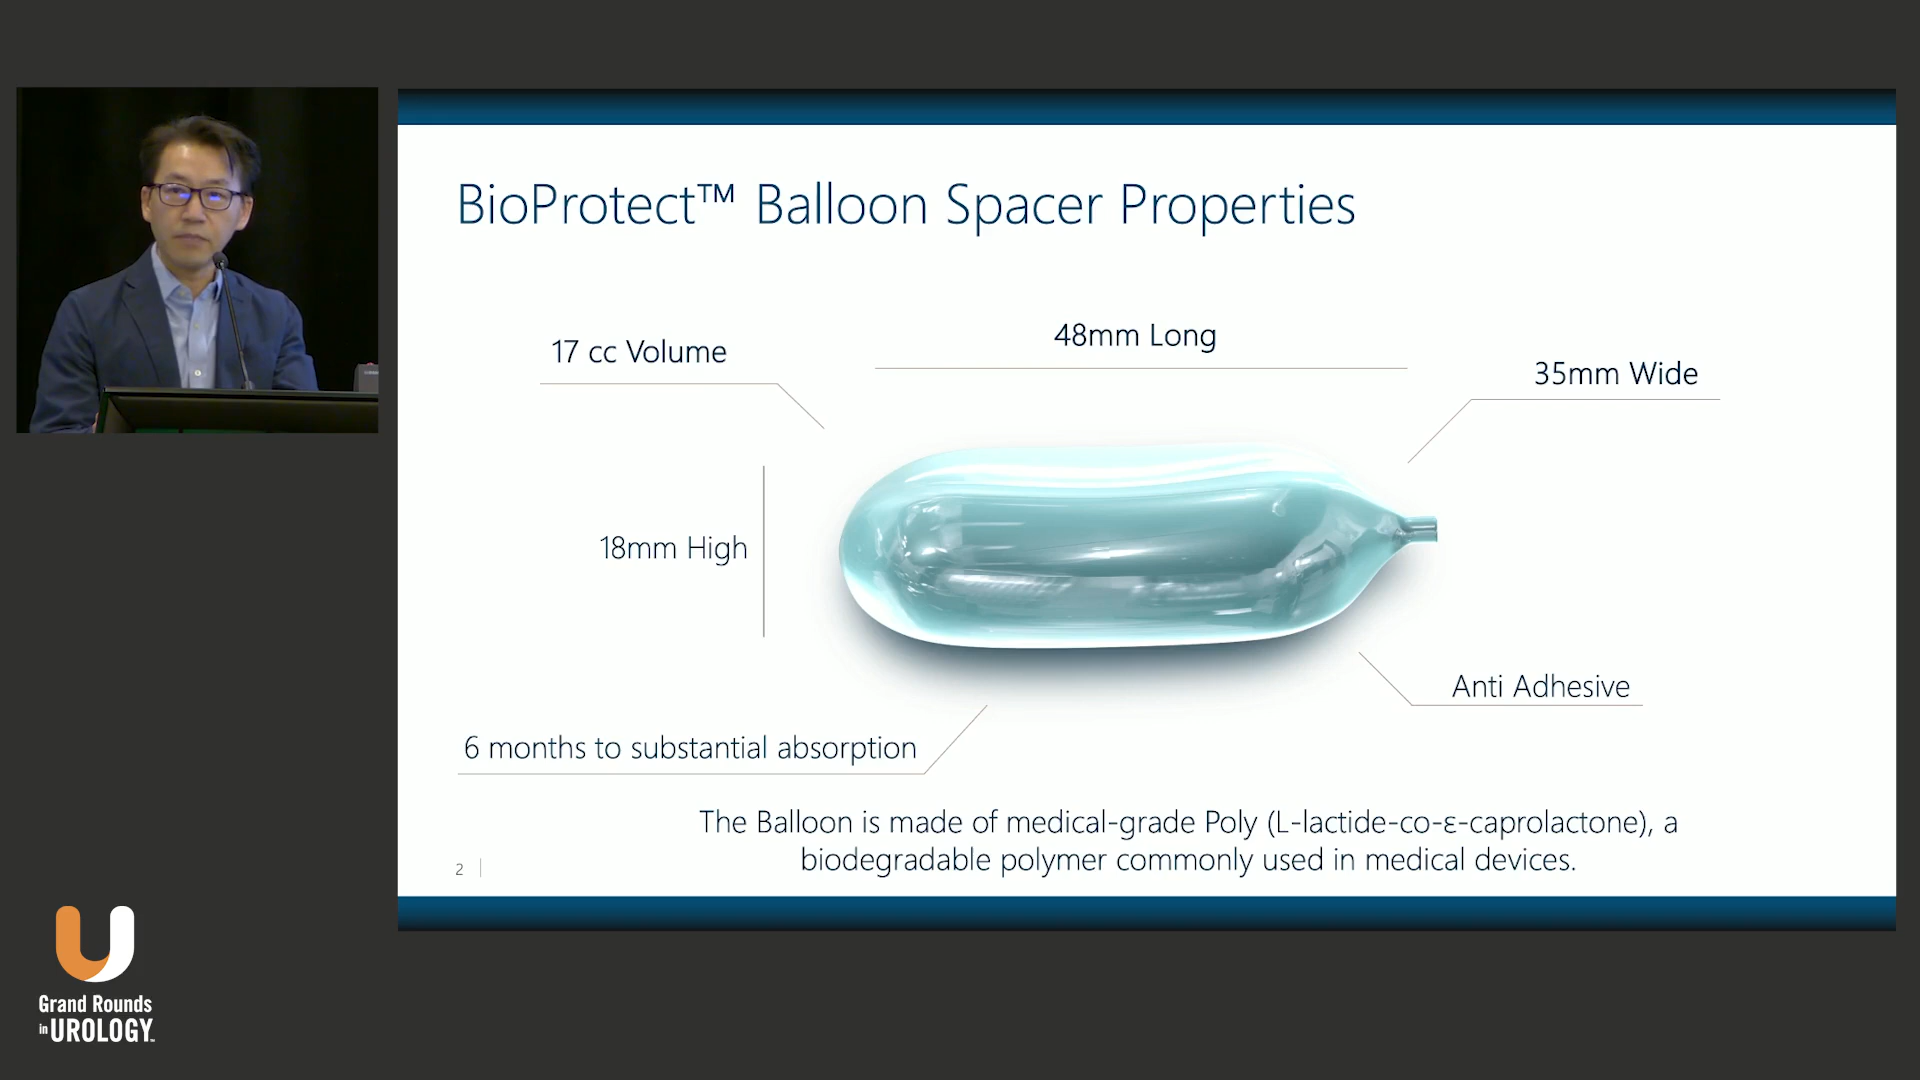 BioProtect™ Balloon Spacer Properties
17 cc Volume
48mm Long
35mm Wide
18mm High
Anti Adhesive
6 months to substantial absorption
The Balloon is made of medical-grade Poly (L-lactide-co-ε-caprolactone), a
biodegradable polymer commonly used in medical devices.
2
Grand Rounds
in UROLOGY™